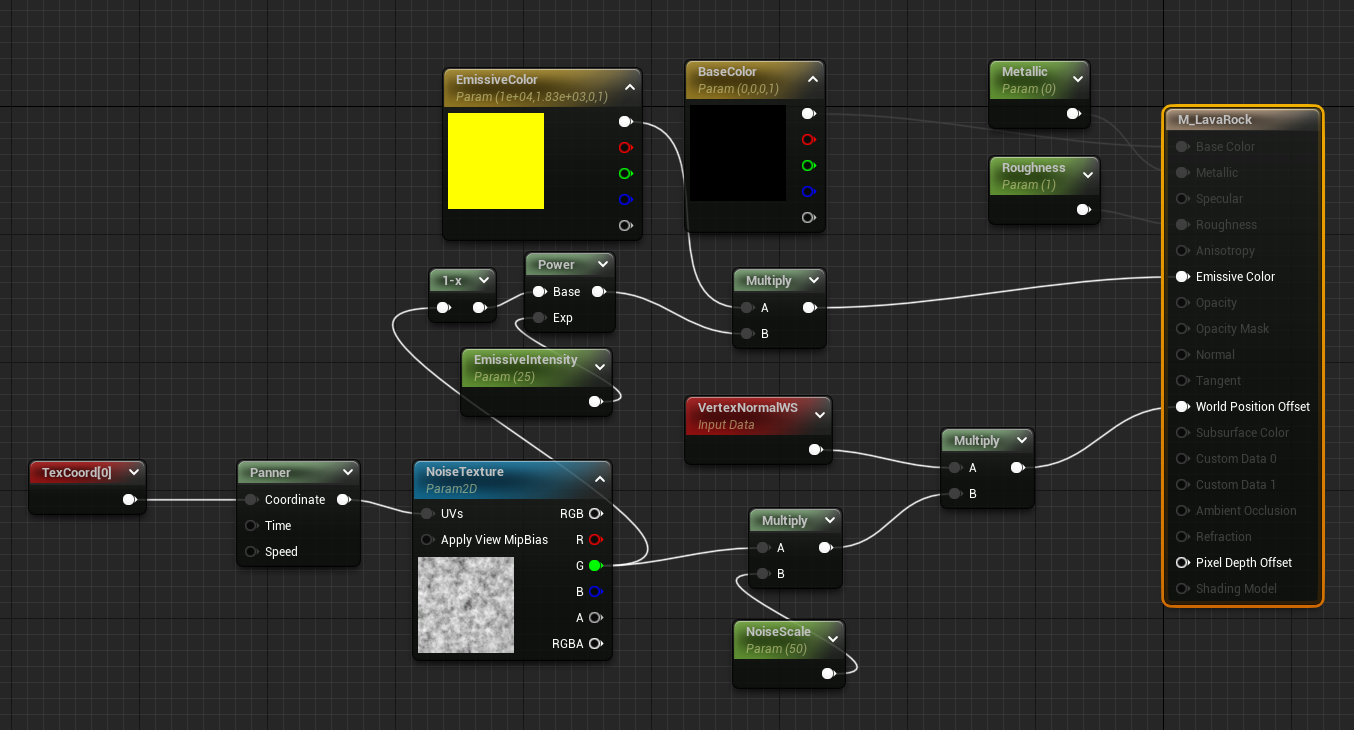 EmissiveColor
Param (1e+04,1.83e+03,0,1)
BaseColor
Param (0,0,0,1)
Metallic
Param (0)
Roughness
Param (1)
M_LavaRock
Base Color
Metallic
Specular
Roughness
Anisotropy
Emissive Color
Opacity
Opacity Mask
Normal
Tangent
World Position Offset
Subsurface Color
Custom Data 0
Custom Data 1
Ambient Occlusion
Refraction
Pixel Depth Offset
Shading Model
1-x
Power
Base
Exp
Multiply
A
B
EmissiveIntensity
Param (25)
VertexNormalWS
Input Data
Multiply
A
B
TexCoord[0]
Panner
Coordinate
Time
Speed
NoiseTexture
Param2D
UVs
RGB
Apply View MipBias
R
G
B
A
RGBA
Multiply
A
B
NoiseScale
Param (50)